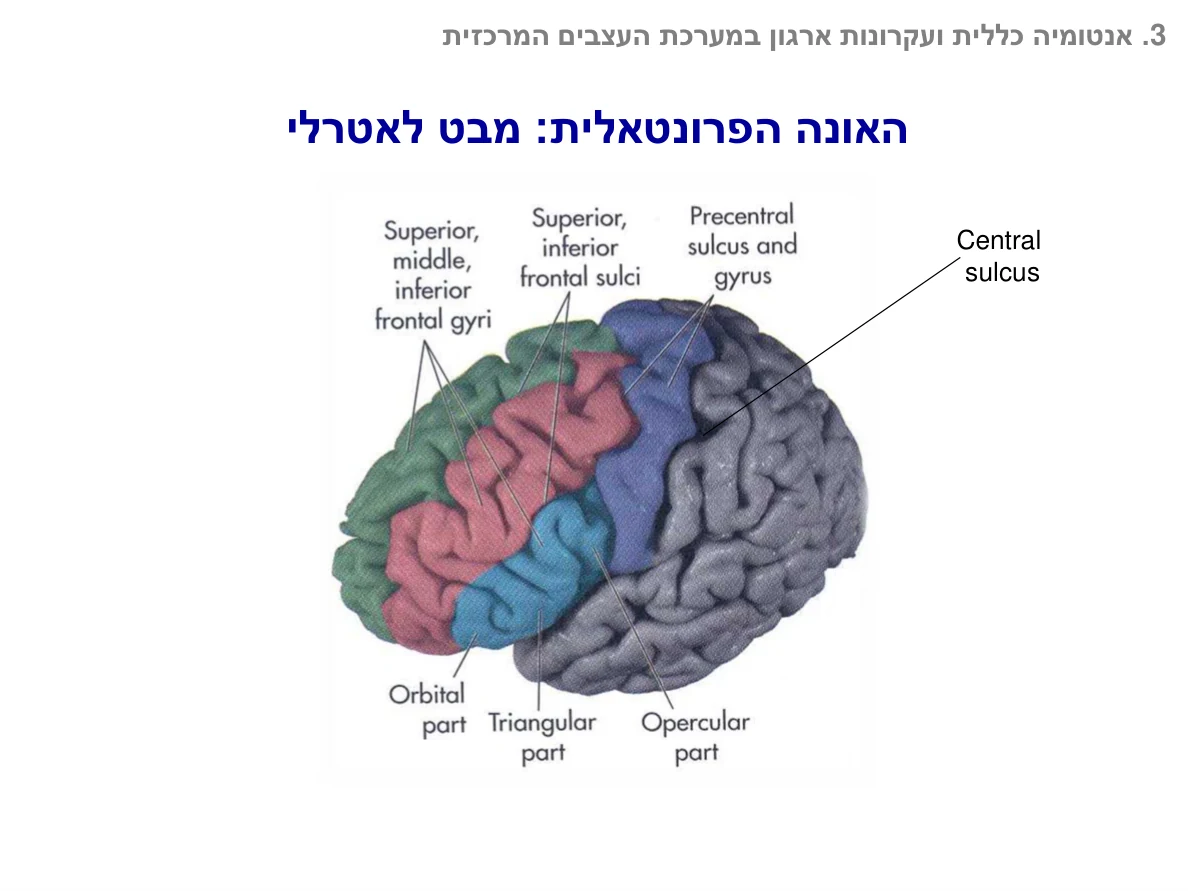 3. אנטומיה כללית ועקרונות ארגון במערכת העצבים המרכזית
האונה הפרונטאלית: מבט לאטרלי
Superior,
middle,
inferior
frontal gyri
Superior,
inferior
frontal sulci
Precentral
sulcus and
gyrus
Central
sulcus
Orbital
part
Triangular
part
Opercular
part